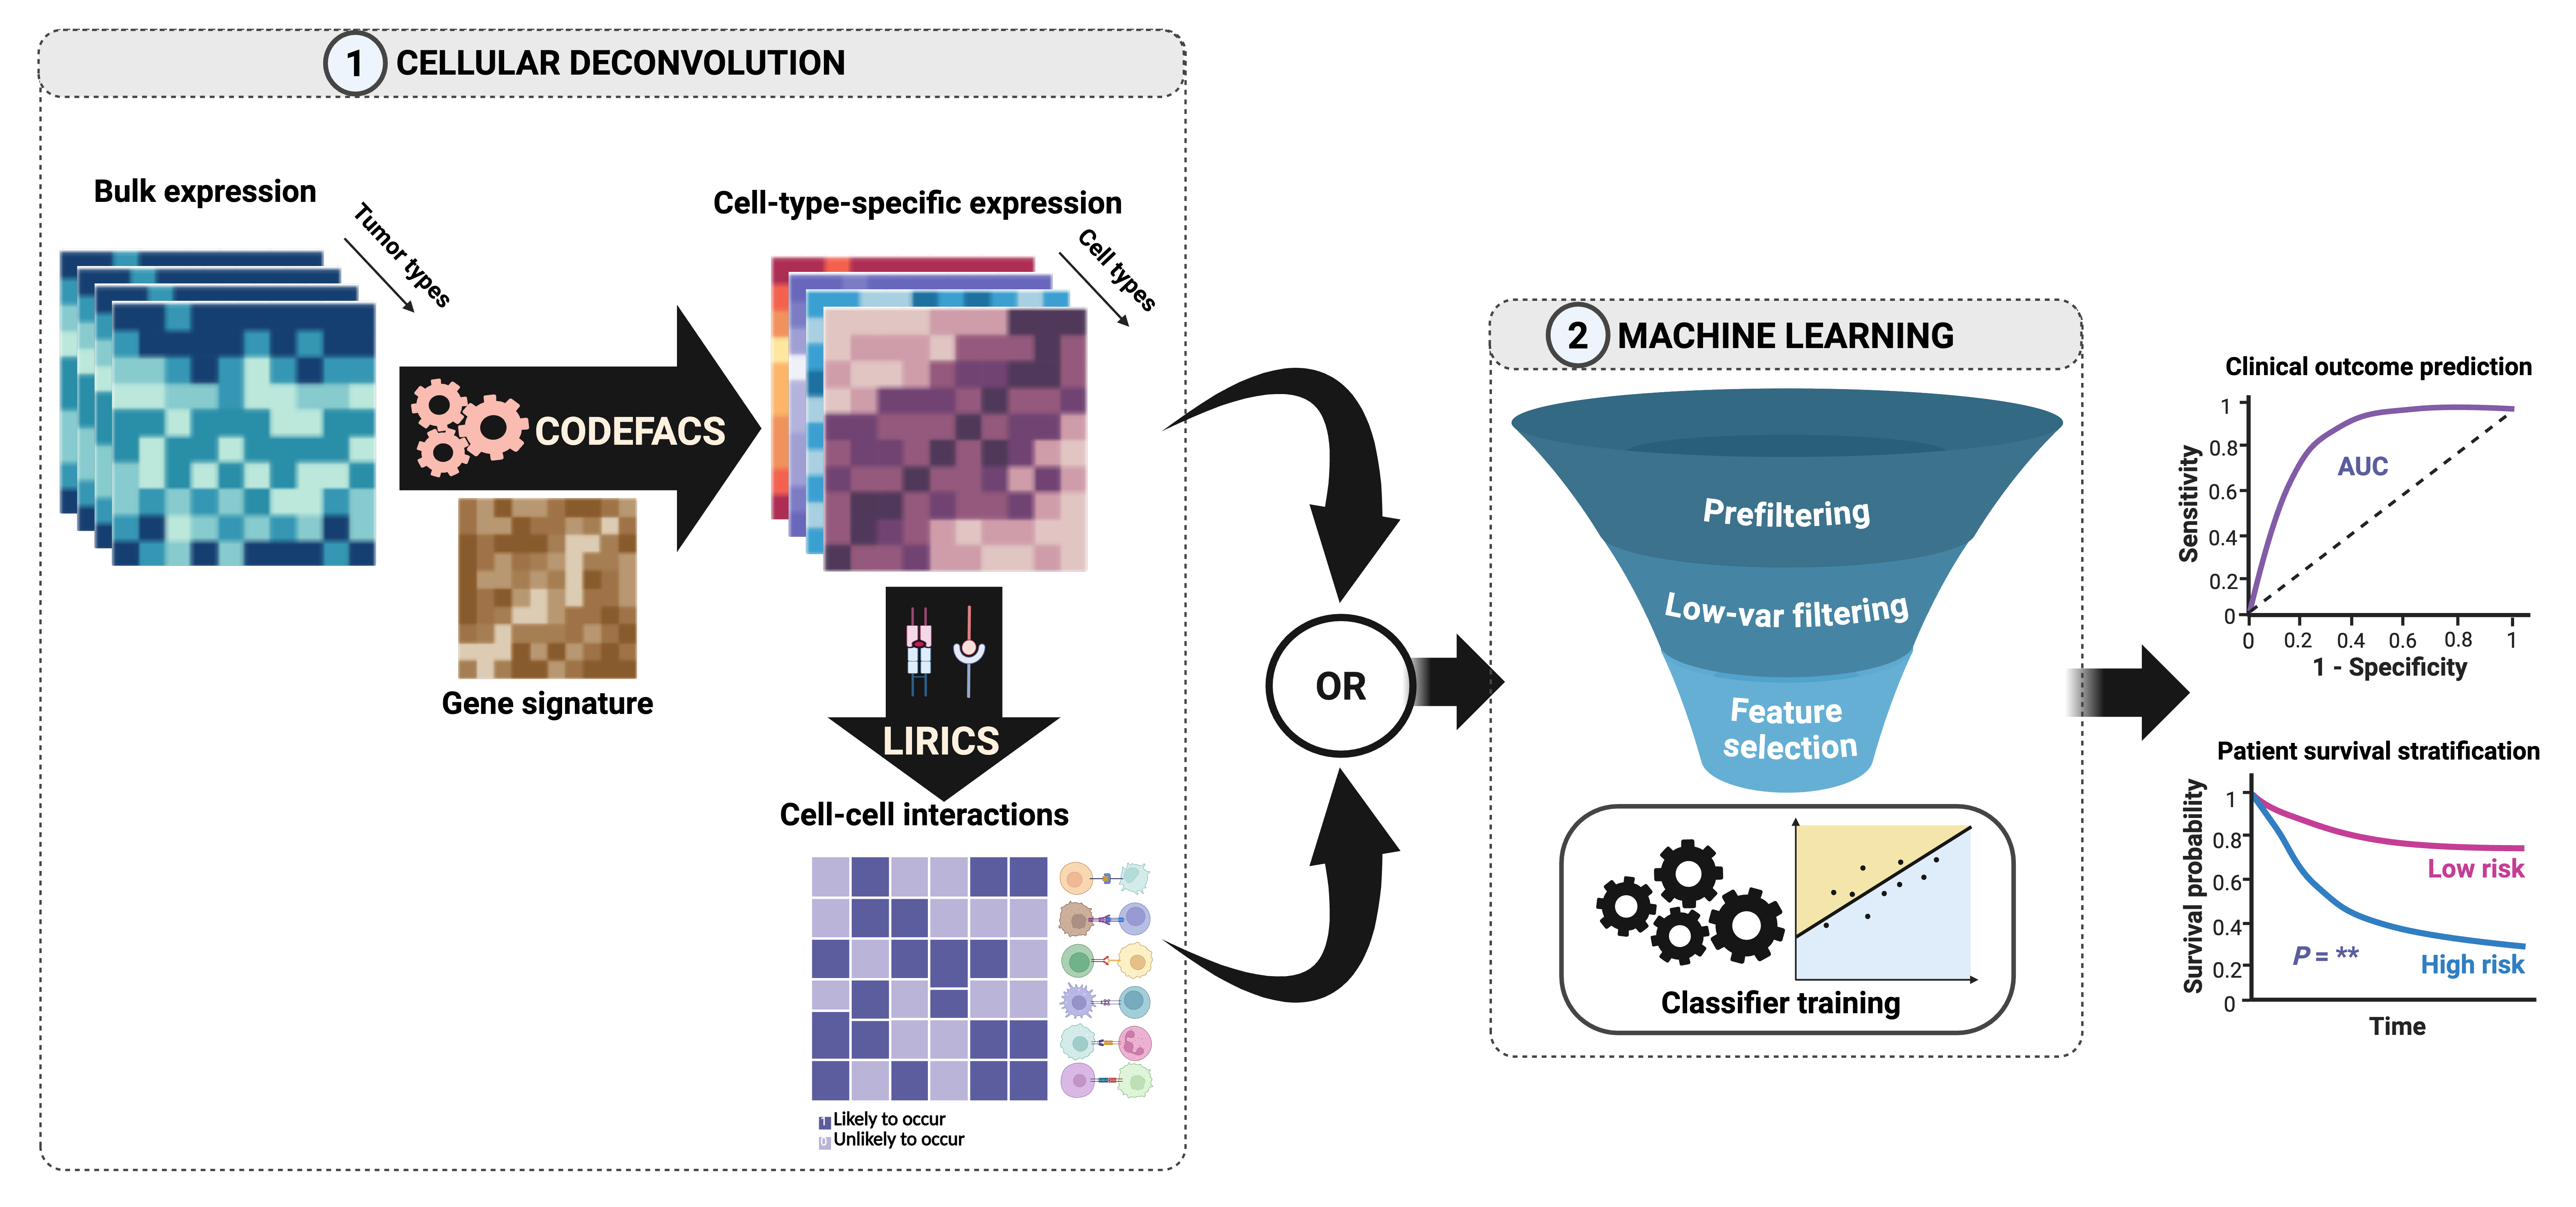 1 CELLULAR DECONVOLUTION
Bulk expression
Tumor types
CODEFACS
Gene signature
Cell-type-specific expression
Cell types
LIRICS
Cell-cell interactions
1 Likely to occur
0 Unlikely to occur
OR
2 MACHINE LEARNING
Prefiltering
Low-var filtering
Feature
selection
Classifier training
Clinical outcome prediction
Sensitivity
1
0.8
0.6
0.4
0.2
0
AUC
0 0.2 0.4 0.6 0.8 1
1 - Specificity
Patient survival stratification
Survival probability
1
0.8
0.6
0.4
0.2
0
Low risk
High risk
P = **
Time